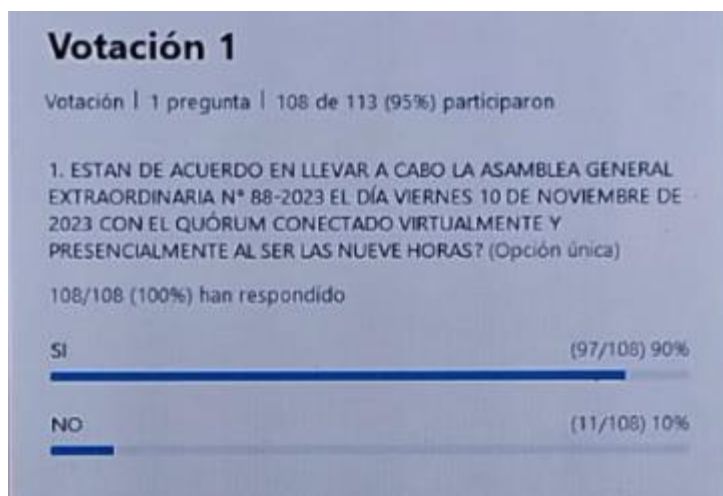 Votación 1
Votación | 1 pregunta | 108 de 113 (95%) participaron
1. ESTAN DE ACUERDO EN LLEVAR A CABO LA ASAMBLEA GENERAL
EXTRAORDINARIA N° 88-2023 EL DÍA VIERNES 10 DE NOVIEMBRE DE
2023 CON EL QUÓRUM CONECTADO VIRTUALMENTE Y
PRESENCIALMENTE AL SER LAS NUEVE HORAS? (Opción única)
108/108 (100%) han respondido
SI (97/108) 90%
NO (11/108) 10%